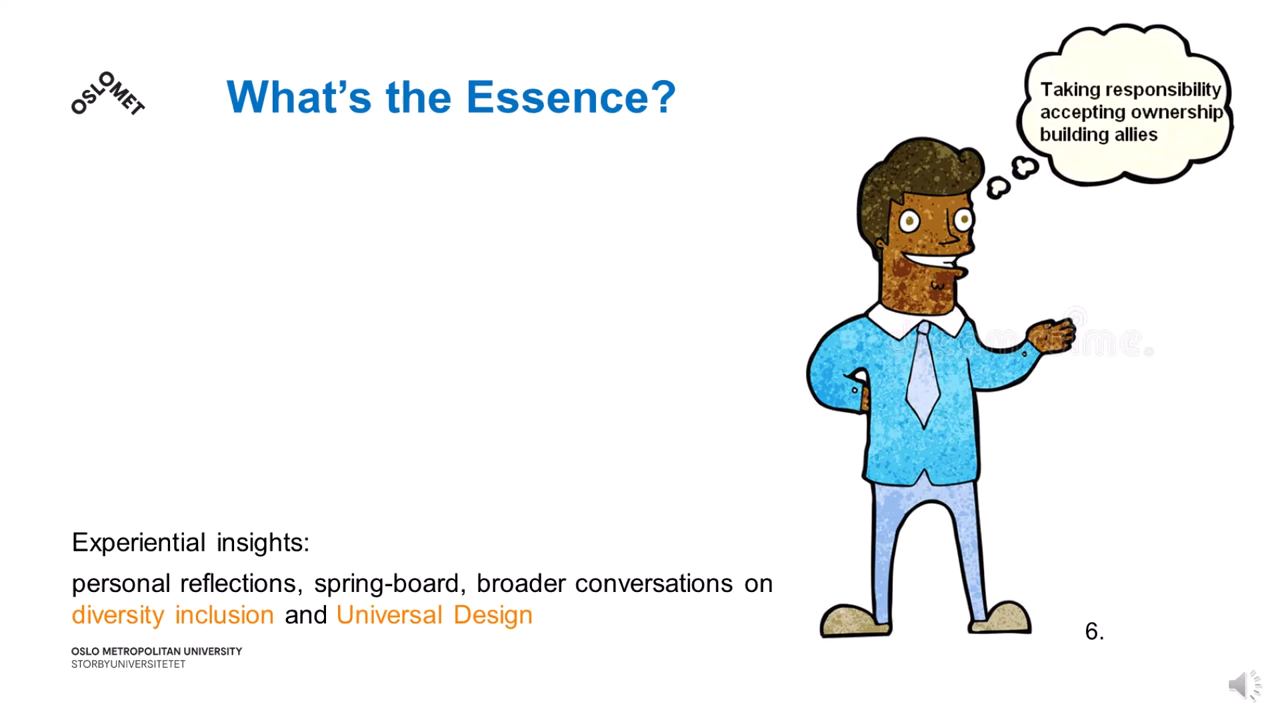 OSLOMET
What's the Essence?
Taking responsibility
accepting ownership
building allies
Experiential insights:
personal reflections, spring-board, broader conversations on
diversity inclusion and Universal Design
OSLO METROPOLITAN UNIVERSITY
STORBYUNIVERSITETET
6.